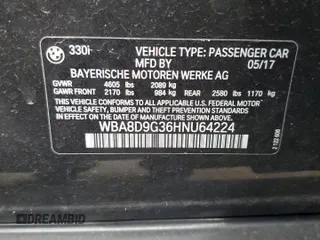 330i VEHICLE TYPE: PASSENGER CAR
MFD BY 05/17
BAYERISCHE MOTOREN WERKE AG
GVWR 4605 lbs 2089 kg
GAWR FRONT 2170 lbs 984 kg REAR 2580 lbs 1170 kg
THIS VEHICLE CONFORMS TO ALL APPLICABLE U.S. FEDERAL
MOTOR VEHICLE SAFETY, BUMPER, AND THEFT PREVENTION
STANDARDS IN EFFECT ON THE DATE OF MANUFACTURE
SHOWN ABOVE.
WBA8D9G36HNU64224
DREAMBID